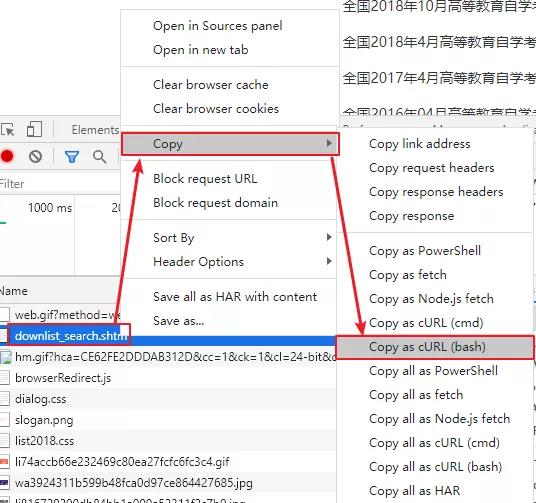 全国2018年10月高等教育自学考
Open in Sources panel
Open in new tab
全国2018年4月高等教育自学考
Clear browser cache
Clear browser cookies
全国2017年4月高等教育自学考
全国2016年04月高等教育自学考
Elements
Copy
Block request URL
Block request domain
Sort By
Header Options
Save all as HAR with content
Save as...
Copy link address
Copy request headers
Copy response headers
Copy response
Copy as PowerShell
Copy as fetch
Copy as Node.js fetch
Copy as cURL (cmd)
Copy as cURL (bash)
Copy all as PowerShell
Copy all as fetch
Copy all as Node.js fetch
Copy all as cURL (cmd)
Copy all as cURL (bash)
Copy all as HAR
Filter
1000 ms
20
Name
web.gif?method=we
downlist_search.shtm
hm.gif?hca=CE62FE2DDDAB312D&cc=1&ck=1&cl=24-bit&d
browserRedirect.js
dialog.css
slogan.png
list2018.css
li74accb66e232469c80ea27fcfc6fc3c4.gif
wa3924311b599b48fca0d97ce864427685.jpg